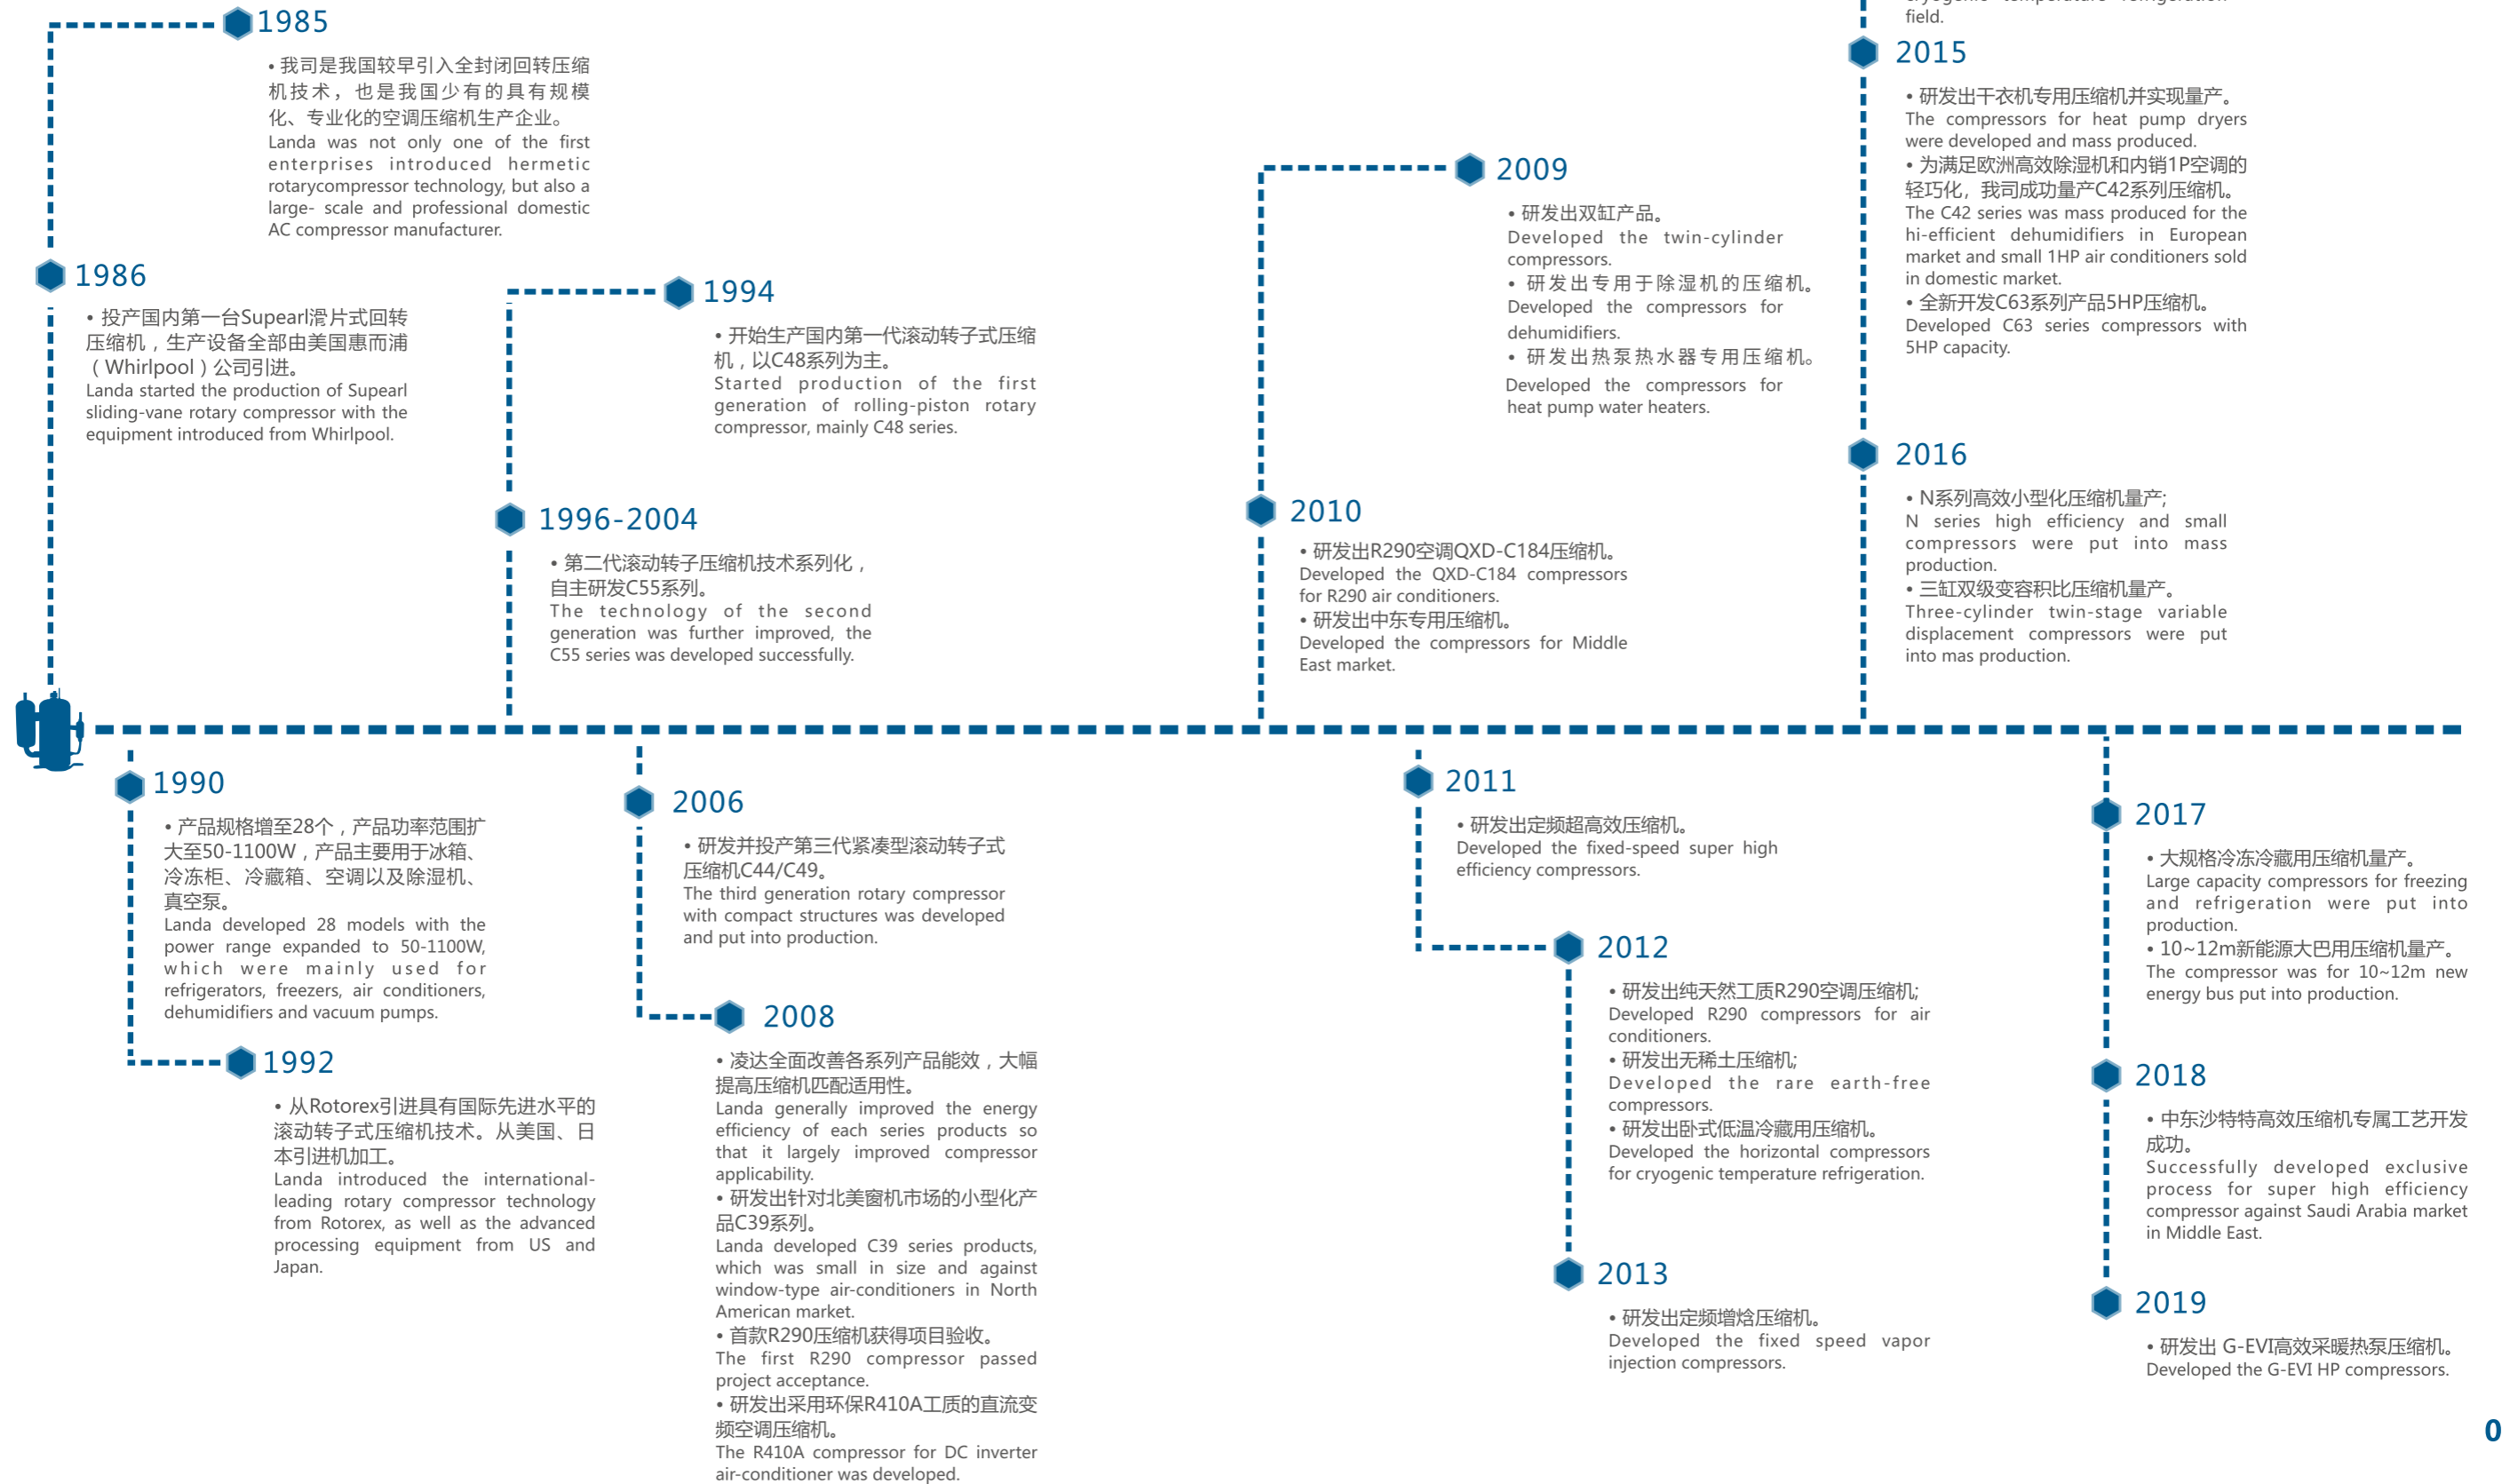 1985
• 我司是我国较早引入全封闭回转压缩
机技术，也是我国少有的具有规模
化、专业化的空调压缩机生产企业。
Landa was not only one of the first
enterprises introduced hermetic
rotarycompressor technology, but also a
large- scale and professional domestic
AC compressor manufacturer.
1986
• 投产国内第一台Supearl滑片式回转
压缩机，生产设备全部由美国惠而浦
（Whirlpool）公司引进。
Landa started the production of Supearl
sliding-vane rotary compressor with the
equipment introduced from Whirlpool.
1990
• 产品规格增至28个，产品功率范围扩
大至50-1100W，产品主要用于冰箱、
冷冻柜、冷藏箱、空调以及除湿机、
真空泵。
Landa developed 28 models with the
power range expanded to 50-1100W,
which were mainly used for
refrigerators, freezers, air conditioners,
dehumidifiers and vacuum pumps.
1992
• 从Rotorex引进具有国际先进水平的
滚动转子式压缩机技术。从美国、日
本引进机加工。
Landa introduced the international-
leading rotary compressor technology
from Rotorex, as well as the advanced
processing equipment from US and
Japan.
1994
• 开始生产国内第一代滚动转子式压缩
机，以C48系列为主。
Started production of the first
generation of rolling-piston rotary
compressor, mainly C48 series.
1996-2004
• 第二代滚动转子压缩机技术系列化，
自主研发C55系列。
The technology of the second
generation was further improved, the
C55 series was developed successfully.
2006
• 研发并投产第三代紧凑型滚动转子式
压缩机C44/C49。
The third generation rotary compressor
with compact structures was developed
and put into production.
2008
• 凌达全面改善各系列产品能效，大幅
提高压缩机匹配适用性。
Landa generally improved the energy
efficiency of each series products so
that it largely improved compressor
applicability.
• 研发出针对北美窗机市场的小型化产
品C39系列。
Landa developed C39 series products,
which was small in size and against
window-type air-conditioners in North
American market.
• 首款R290压缩机获得项目验收。
The first R290 compressor passed
project acceptance.
• 研发出采用环保R410A工质的直流变
频空调压缩机。
The R410A compressor for DC inverter
air-conditioner was developed.
2009
• 研发出双缸产品。
Developed the twin-cylinder
compressors.
• 研发出专用于除湿机的压缩机。
Developed the compressors for
dehumidifiers.
• 研发出热泵热水器专用压缩机。
Developed the compressors for
heat pump water heaters.
2010
• 研发出R290空调QXD-C184压缩机。
Developed the QXD-C184 compressors
for R290 air conditioners.
• 研发出中东专用压缩机。
Developed the compressors for Middle
East market.
2011
• 研发出定频超高效压缩机。
Developed the fixed-speed super high
efficiency compressors.
2012
• 研发出纯天然工质R290空调压缩机;
Developed R290 compressors for air
conditioners.
• 研发出无稀土压缩机;
Developed the rare earth-free
compressors.
• 研发出卧式低温冷藏用压缩机。
Developed the horizontal compressors
for cryogenic temperature refrigeration.
2013
• 研发出定频增焓压缩机。
Developed the fixed speed vapor
injection compressors.
cryogenic temperature refrigeration
field.
2015
• 研发出干衣机专用压缩机并实现量产。
The compressors for heat pump dryers
were developed and mass produced.
• 为满足欧洲高效除湿机和内销1P空调的
轻巧化，我司成功量产C42系列压缩机。
The C42 series was mass produced for the
hi-efficient dehumidifiers in European
market and small 1HP air conditioners sold
in domestic market.
• 全新开发C63系列产品5HP压缩机。
Developed C63 series compressors with
5HP capacity.
2016
• N系列高效小型化压缩机量产;
N series high efficiency and small
compressors were put into mass
production.
• 三缸双级变容积比压缩机量产。
Three-cylinder twin-stage variable
displacement compressors were put
into mas production.
2017
• 大规格冷冻冷藏用压缩机量产。
Large capacity compressors for freezing
and refrigeration were put into
production.
• 10~12m新能源大巴用压缩机量产。
The compressor was for 10~12m new
energy bus put into production.
2018
• 中东沙特特高效压缩机专属工艺开发
成功。
Successfully developed exclusive
process for super high efficiency
compressor against Saudi Arabia market
in Middle East.
2019
• 研发出 G-EVI高效采暖热泵压缩机。
Developed the G-EVI HP compressors.
0